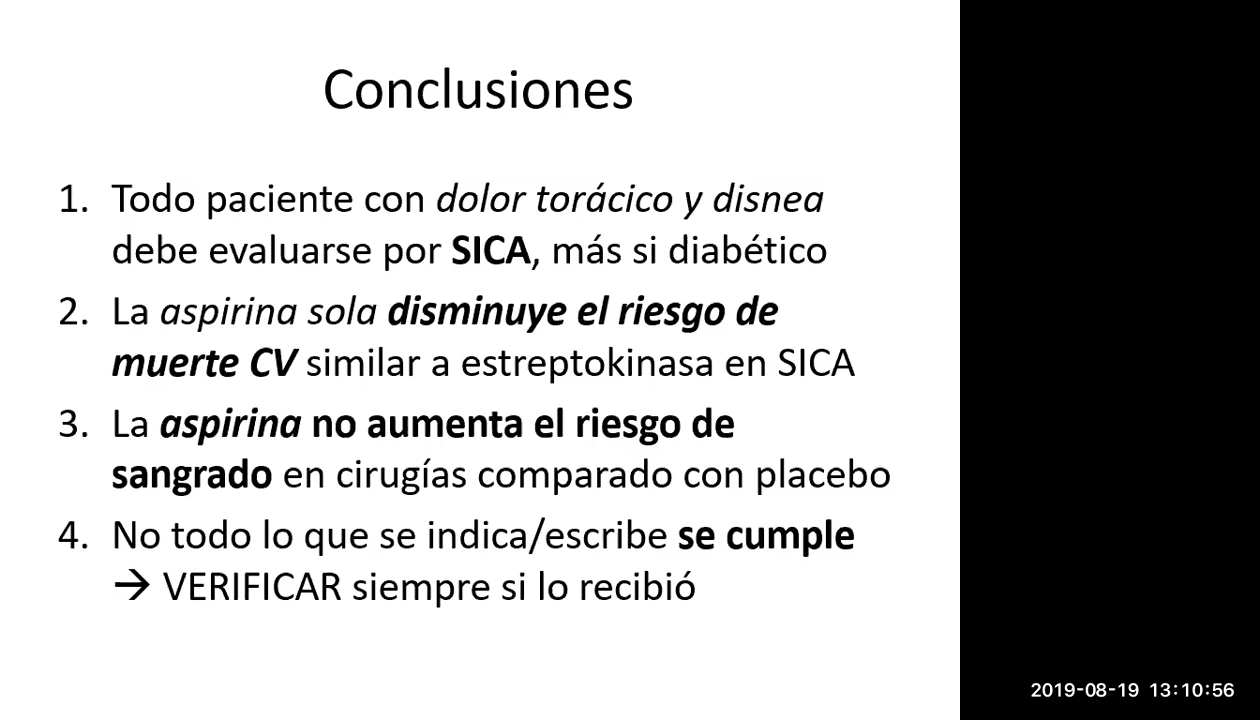 Conclusiones
1. Todo paciente con dolor torácico y disnea
debe evaluarse por SICA, más si diabético
2. La aspirina sola disminuye el riesgo de
muerte CV similar a estreptokinasa en SICA
3. La aspirina no aumenta el riesgo de
sangrado en cirugías comparado con placebo
4. No todo lo que se indica/escribe se cumple
→ VERIFICAR siempre si lo recibió
2019-08-19 13:10:56